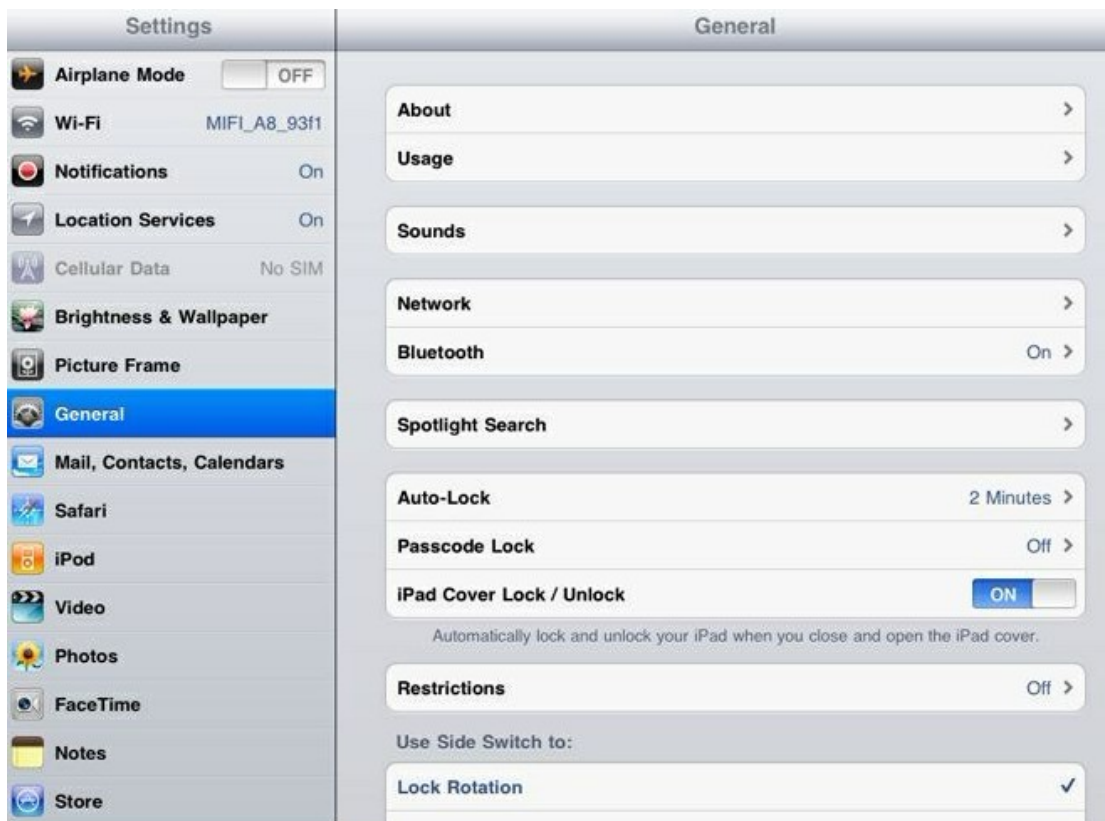 Settings
Airplane Mode OFF
Wi-Fi MIFI_A8_93f1
Notifications On
Location Services On
Cellular Data No SIM
Brightness & Wallpaper
Picture Frame
General
Mail, Contacts, Calendars
Safari
iPod
Video
Photos
FaceTime
Notes
Store
General
About
Usage
Sounds
Network
Bluetooth On
Spotlight Search
Auto-Lock 2 Minutes
Passcode Lock Off
iPad Cover Lock / Unlock ON
Automatically lock and unlock your iPad when you close and open the iPad cover.
Restrictions Off
Use Side Switch to:
Lock Rotation